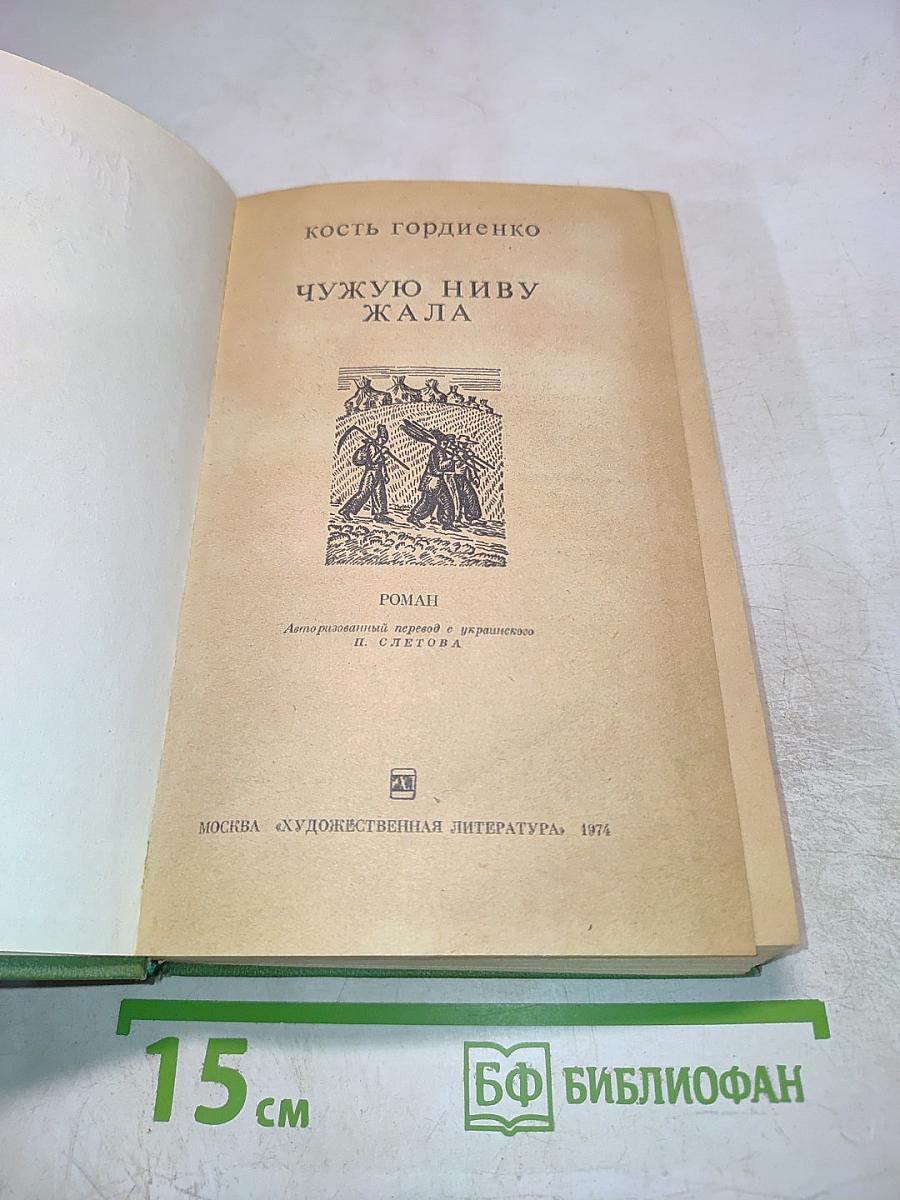 кость гордиенко
ЧУЖУЮ НИВУ
ЖАЛА
РОМАН
Авторизованный перевод с украинского
П. СЛЕТОВА
МОСКВА «ХУДОЖЕСТВЕННАЯ ЛИТЕРАТУРА» 1974
15 см
БФ БИБЛИОФАН